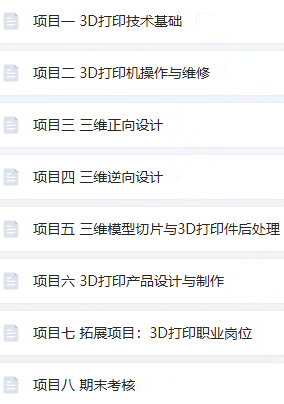 项目一 3D打印技术基础
项目二 3D打印机操作与维修
项目三 三维正向设计
项目四 三维逆向设计
项目五 三维模型切片与3D打印件后处理
项目六 3D打印产品设计与制作
项目七 拓展项目：3D打印职业岗位
项目八 期末考核